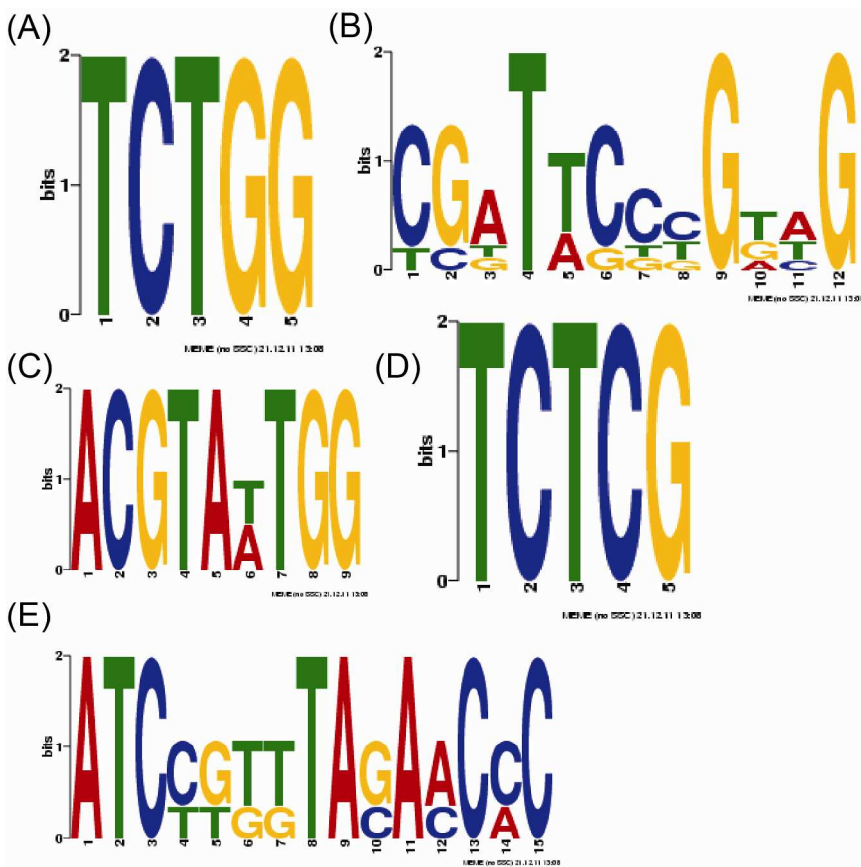 (A)
2
1
0
bits
TCTGG
1 2 3 4 5
MEME (no SSC) 21.12.11 13:08
(B)
2
1
0
bits
CGATTCCCGTAG
TCTAGTTGT
GGGAC
1 2 3 4 5 6 7 8 9 10 11 12
MEME (no SSC) 21.12.11 13:08
(C)
2
1
0
bits
ACGTATTGG
A
1 2 3 4 5 6 7 8 9
MEME (no SSC) 21.12.11 13:08
(D)
2
1
0
bits
TCTCG
1 2 3 4 5
MEME (no SSC) 21.12.11 13:08
(E)
2
1
0
bits
ATCCGTTTAGAACCC
TTGGCCA
1 2 3 4 5 6 7 8 9 10 11 12 13 14 15
MEME (no SSC) 21.12.11 13:08